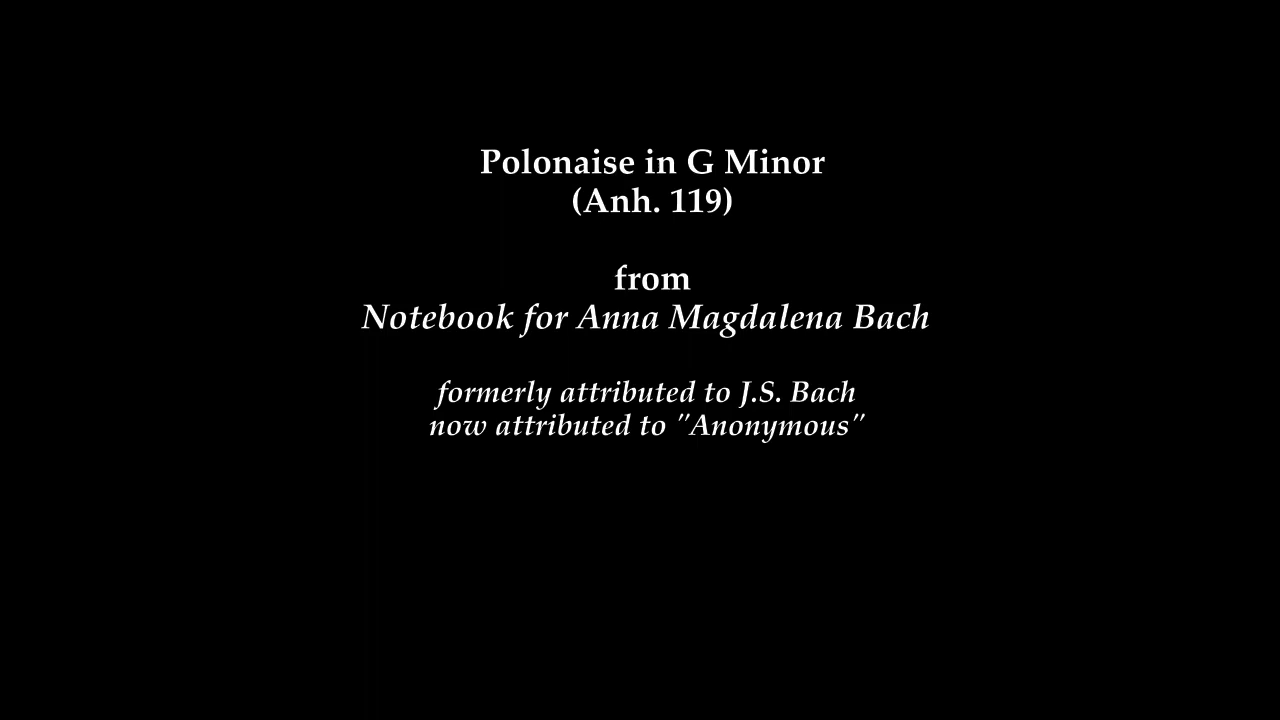 Polonaise in G Minor
(Anh. 119)
from
Notebook for Anna Magdalena Bach
formerly attributed to J.S. Bach
now attributed to "Anonymous"